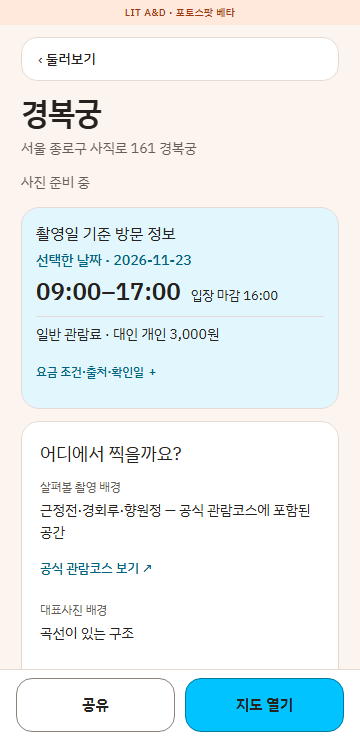 LIT A&D · 포토스팟 베타
‹ 둘러보기
경복궁
서울 종로구 사직로 161 경복궁
사진 준비 중
촬영일 기준 방문 정보
선택한 날짜 · 2026-11-23
09:00–17:00 입장 마감 16:00
일반 관람료 · 대인 개인 3,000원
요금 조건·출처·확인일 +
어디에서 찍을까요?
살펴볼 촬영 배경
근정전·경회루·향원정 — 공식 관람코스에 포함된
공간
공식 관람코스 보기 ↗
대표사진 배경
곡선이 있는 구조
공유
지도 열기